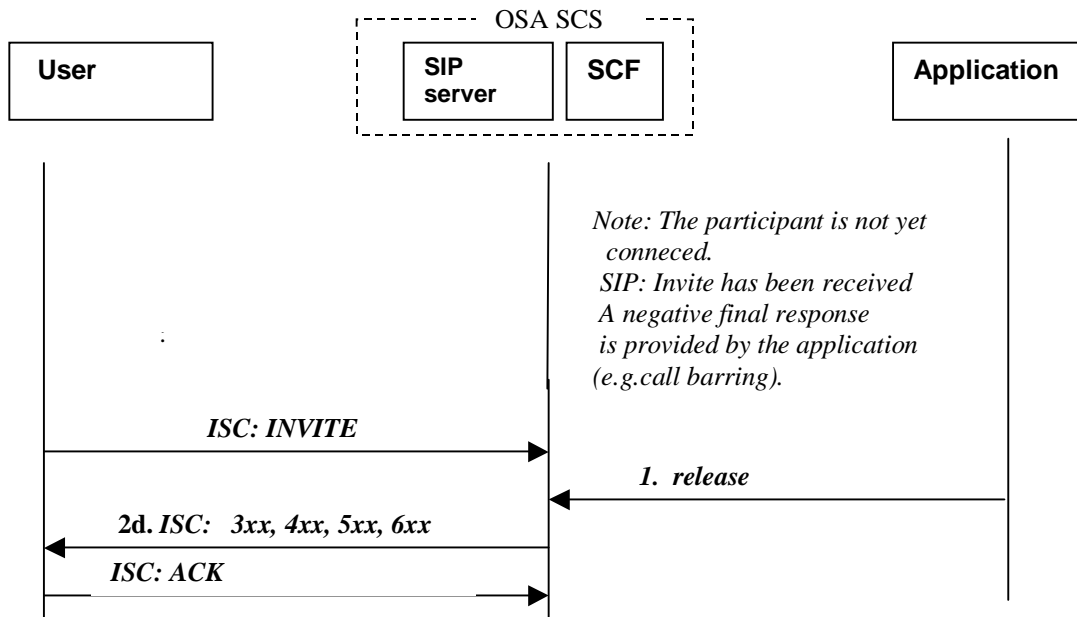 OSA SCS
User
SIP
server
SCF
Application
Note: The participant is not yet
conneced.
SIP: Invite has been received
A negative final response
is provided by the application
(e.g.call barring).
:
ISC: INVITE
1. release
2d. ISC: 3xx, 4xx, 5xx, 6xx
ISC: ACK